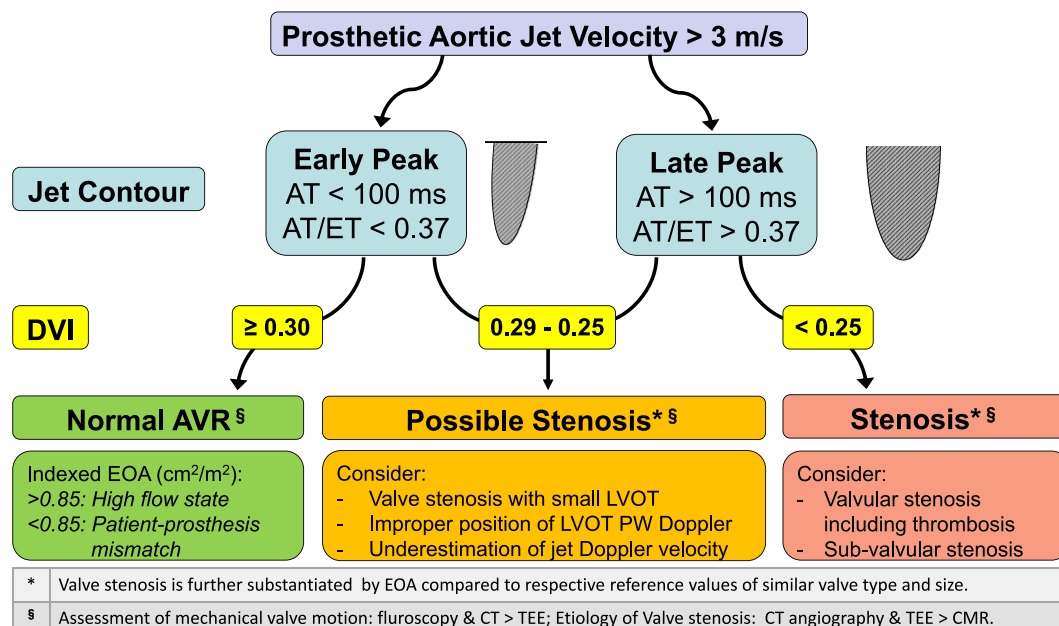 Prosthetic Aortic Jet Velocity > 3 m/s
Jet Contour
Early Peak
AT < 100 ms
AT/ET < 0.37
Late Peak
AT > 100 ms
AT/ET > 0.37
DVI
≥ 0.30
0.29 - 0.25
< 0.25
Normal AVR §
Possible Stenosis* §
Stenosis* §
Indexed EOA (cm²/m²):
>0.85: High flow state
<0.85: Patient-prosthesis
mismatch
Consider:
- Valve stenosis with small LVOT
- Improper position of LVOT PW Doppler
- Underestimation of jet Doppler velocity
Consider:
- Valvular stenosis
including thrombosis
- Sub-valvular stenosis
* Valve stenosis is further substantiated by EOA compared to respective reference values of similar valve type and size.
§ Assessment of mechanical valve motion: fluroscopy & CT > TEE; Etiology of Valve stenosis: CT angiography & TEE > CMR.